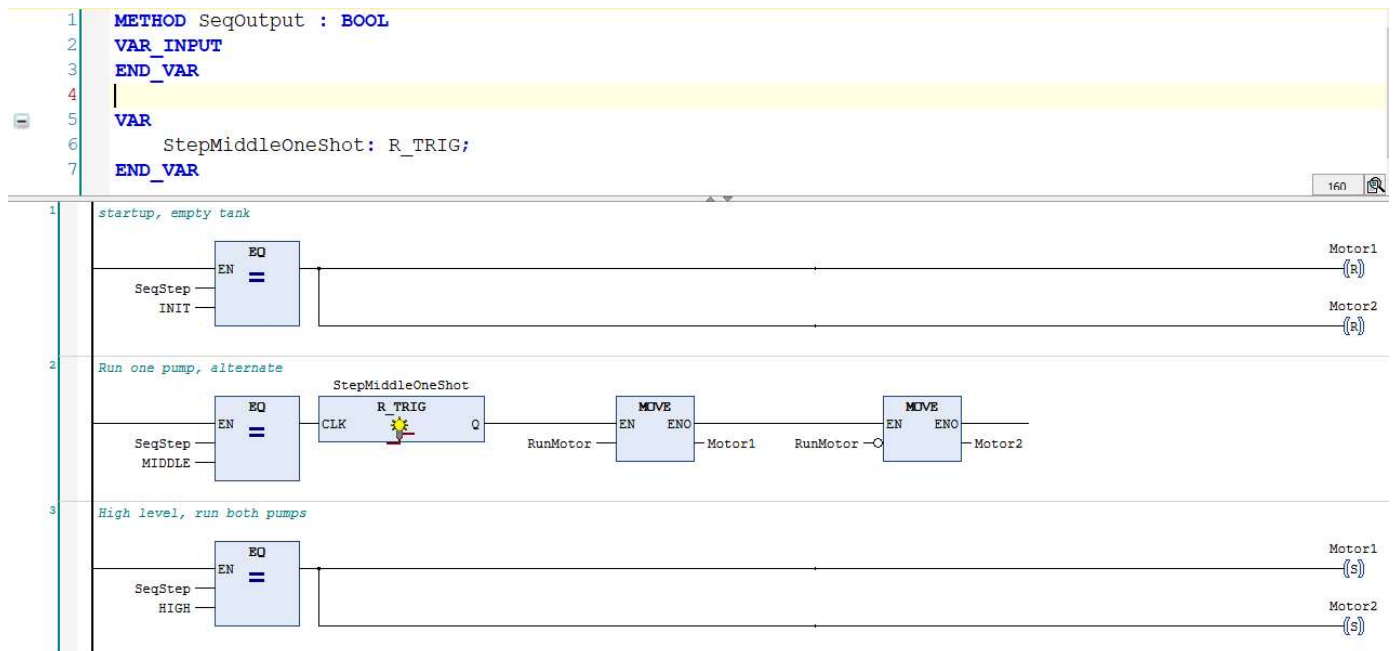 1 METHOD SeqOutput : BOOL
2 VAR_INPUT
3 END_VAR
4
5 VAR
6 StepMiddleOneShot: R_TRIG;
7 END_VAR
160
1 startup, empty tank
EQ
EN =
SeqStep
INIT
Motor1
(R)
Motor2
(R)
2 Run one pump, alternate
StepMiddleOneShot
EQ
EN =
SeqStep
MIDDLE
R_TRIG
CLK Q
MOVE
EN ENO
RunMotor Motor1
MOVE
EN ENO
RunMotor Motor2
3 High level, run both pumps
EQ
EN =
SeqStep
HIGH
Motor1
(S)
Motor2
(S)